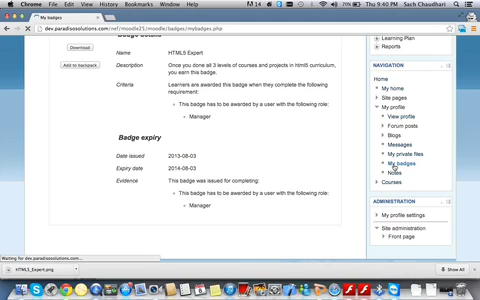 Chrome File Edit View History Bookmarks Window Help
14
70% Thu 9:40 PM Sach Chaudhari
My badges
dev.paradisosolutions.com/nef/moodle25/moodle/badges/mybadges.php
Badge details
Download
Add to backpack
Name HTML5 Expert
Description Once you done all 3 levels of courses and projects in html5 curriculum,
you earn this badge.
Criteria Learners are awarded this badge when they complete the following
requirement:
This badge has to be awarded by a user with the following role:
Manager
Badge expiry
Date issued 2013-08-03
Expiry date 2014-08-03
Evidence This badge was issued for completing:
This badge has to be awarded by a user with the following role:
Manager
Learning Plan
Reports
NAVIGATION
Home
My home
Site pages
My profile
View profile
Forum posts
Blogs
Messages
My private files
My badges
Notes
Courses
ADMINISTRATION
My profile settings
Site administration
Front page
Waiting for dev.paradisosolutions.com...
HTML5_Expert.png
Show All